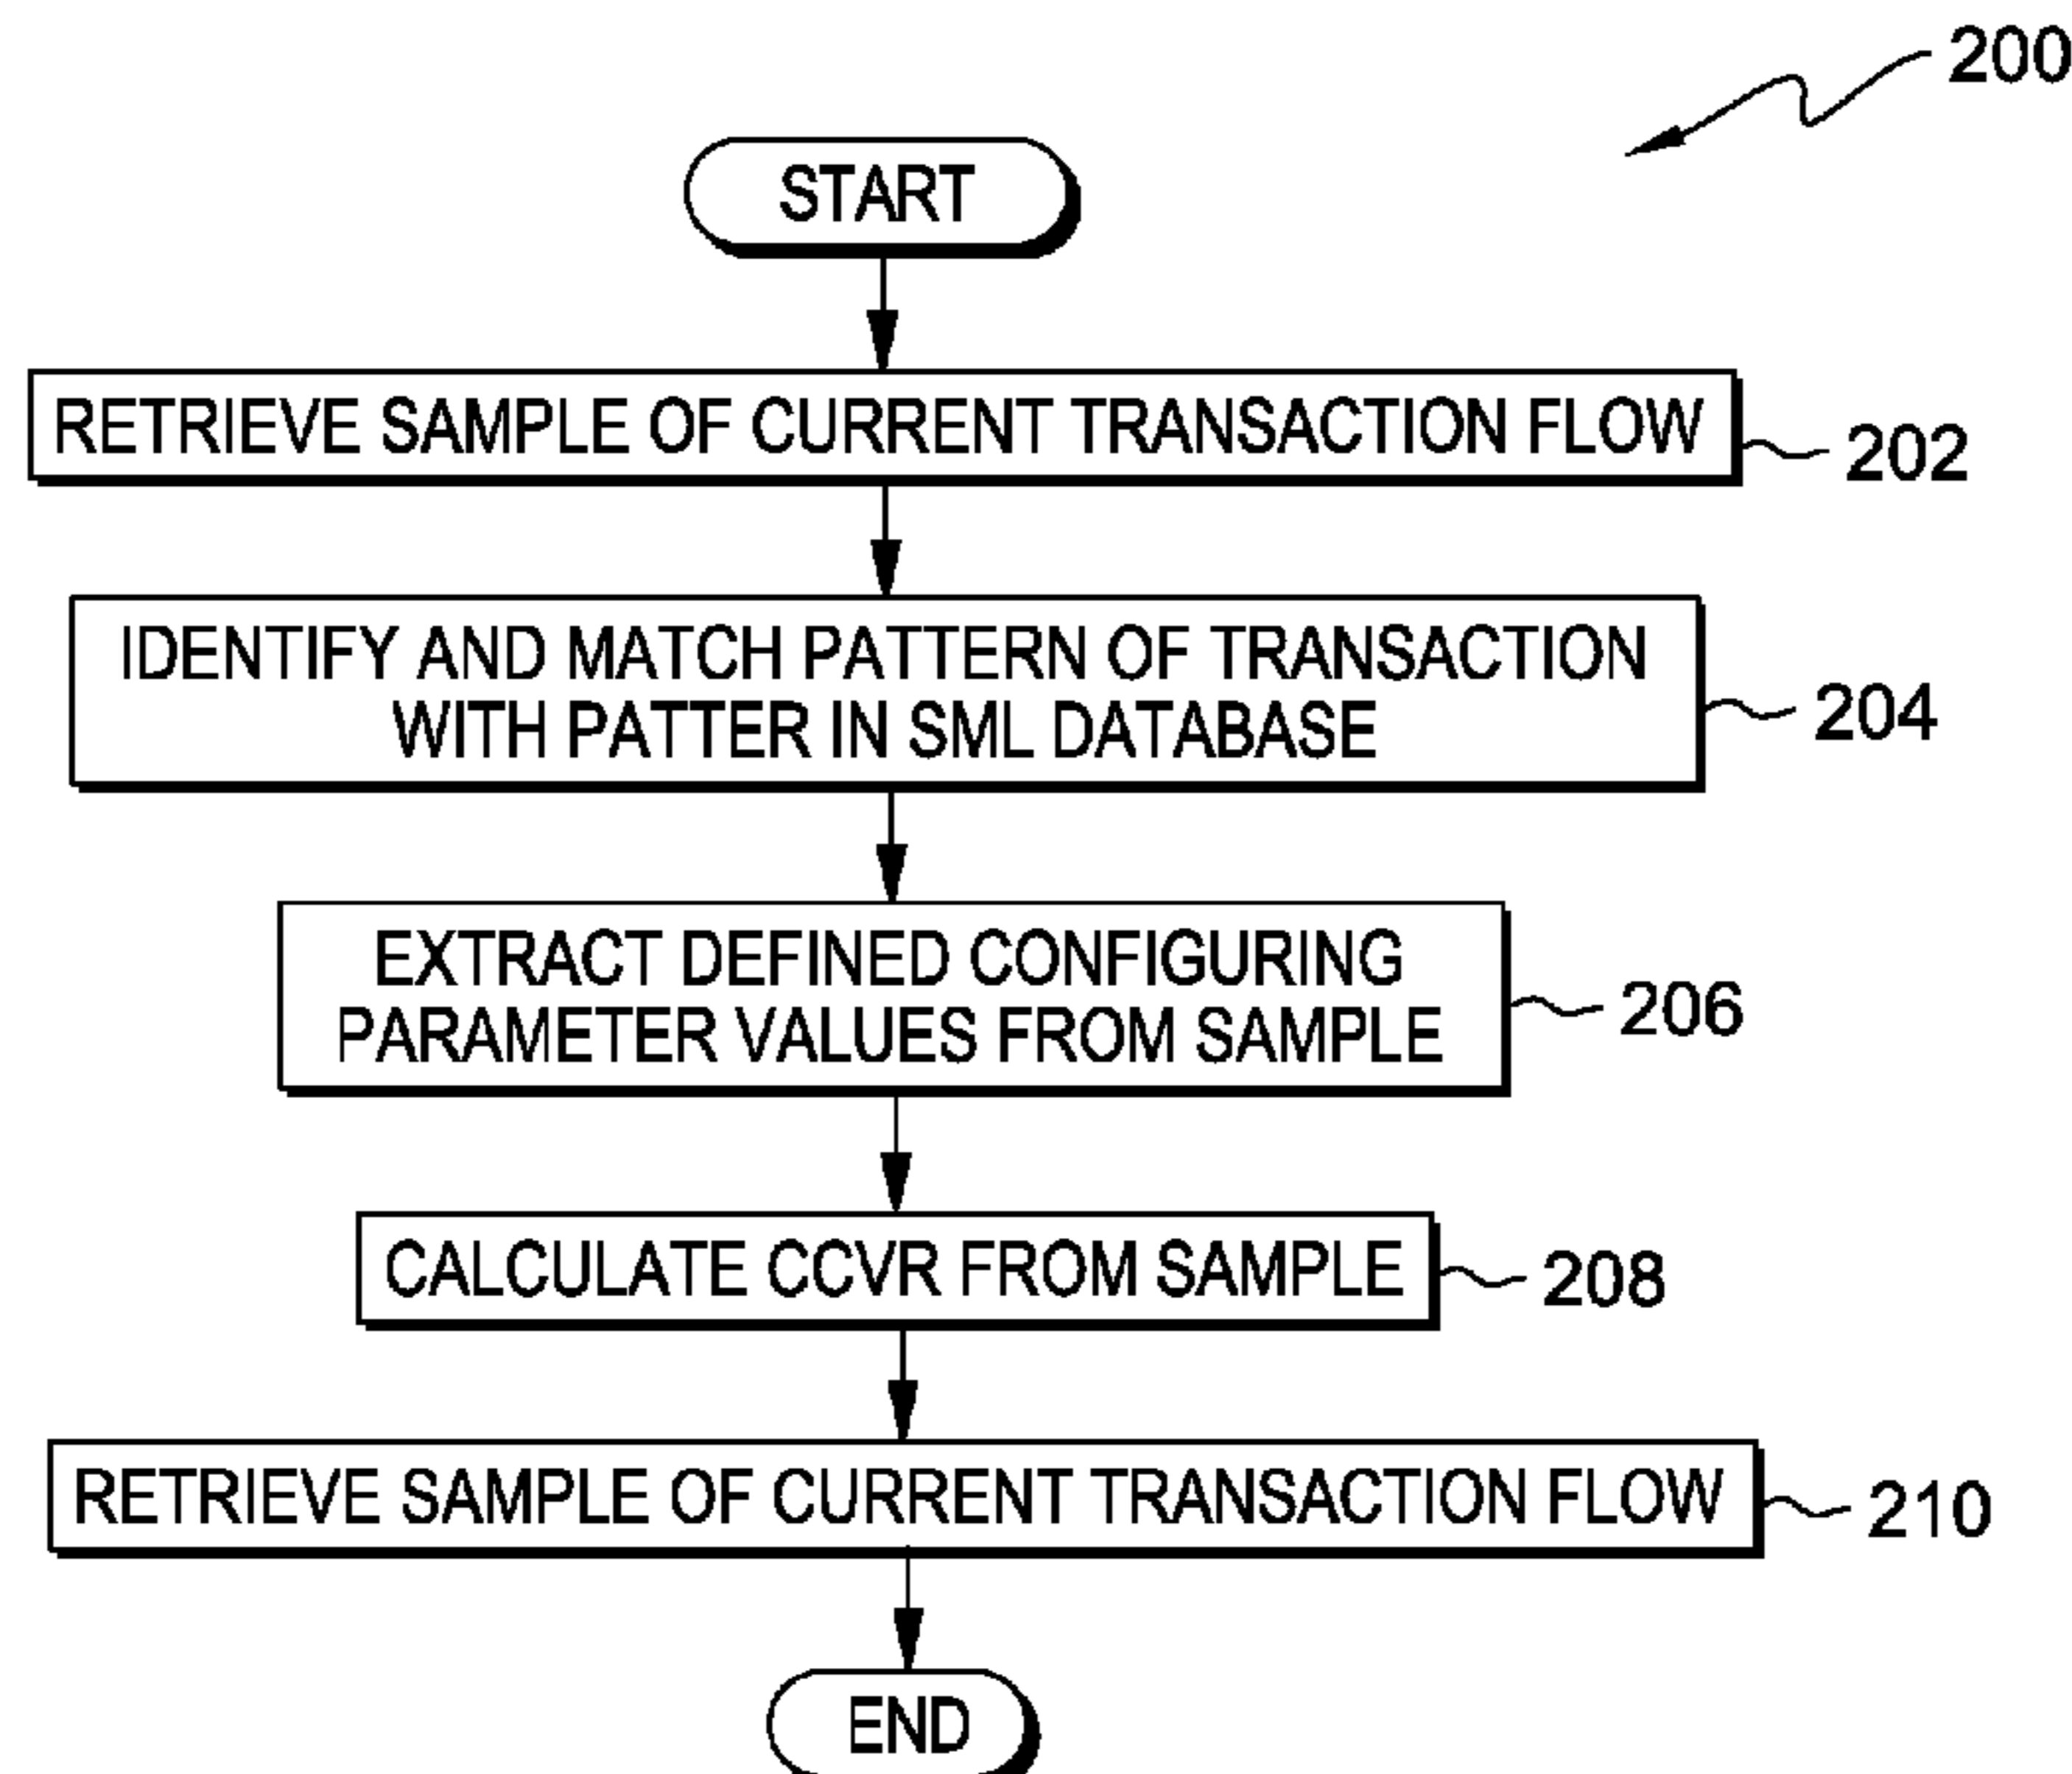 200
START
RETRIEVE SAMPLE OF CURRENT TRANSACTION FLOW
202
IDENTIFY AND MATCH PATTERN OF TRANSACTION
WITH PATTER IN SML DATABASE
204
EXTRACT DEFINED CONFIGURING
PARAMETER VALUES FROM SAMPLE
206
CALCULATE CCVR FROM SAMPLE
208
RETRIEVE SAMPLE OF CURRENT TRANSACTION FLOW
210
END